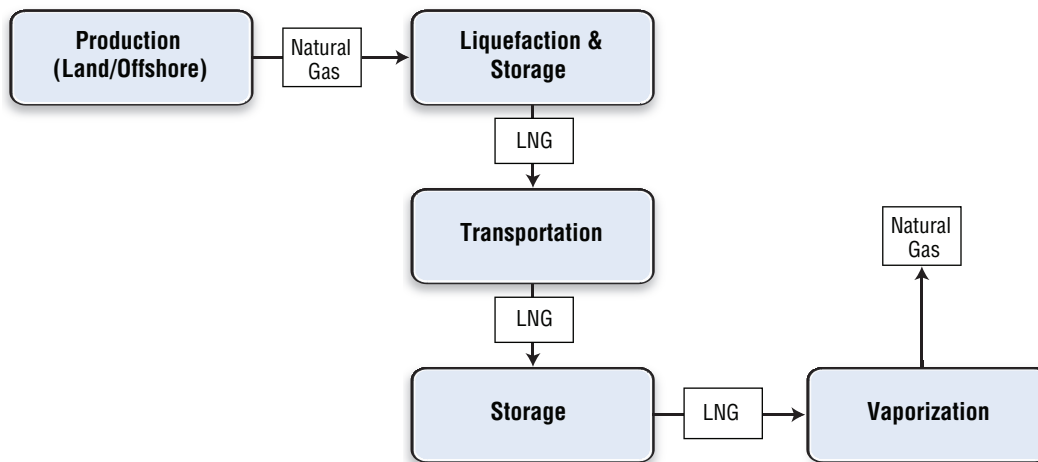 Production
(Land/Offshore)
Natural
Gas
Liquefaction &
Storage
LNG
Transportation
LNG
Storage
LNG
Vaporization
Natural
Gas